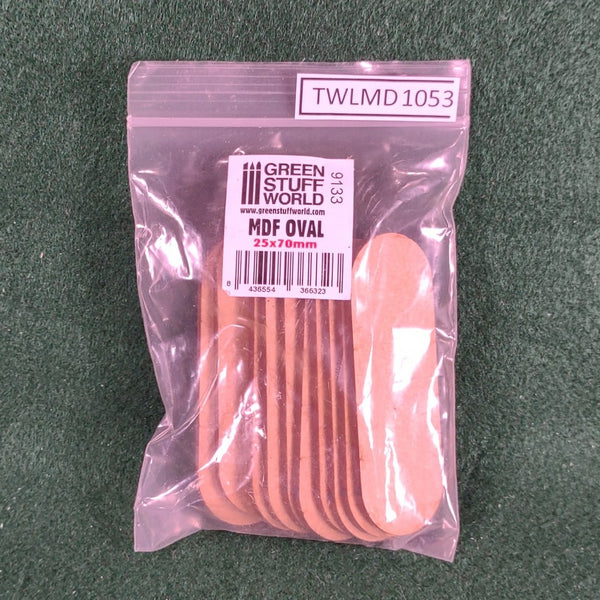 TWLMD 1053
GREEN
STUFF
WORLD
www.greenstuffworld.com
9133
MDF OVAL
25x70mm
8 436554 366323